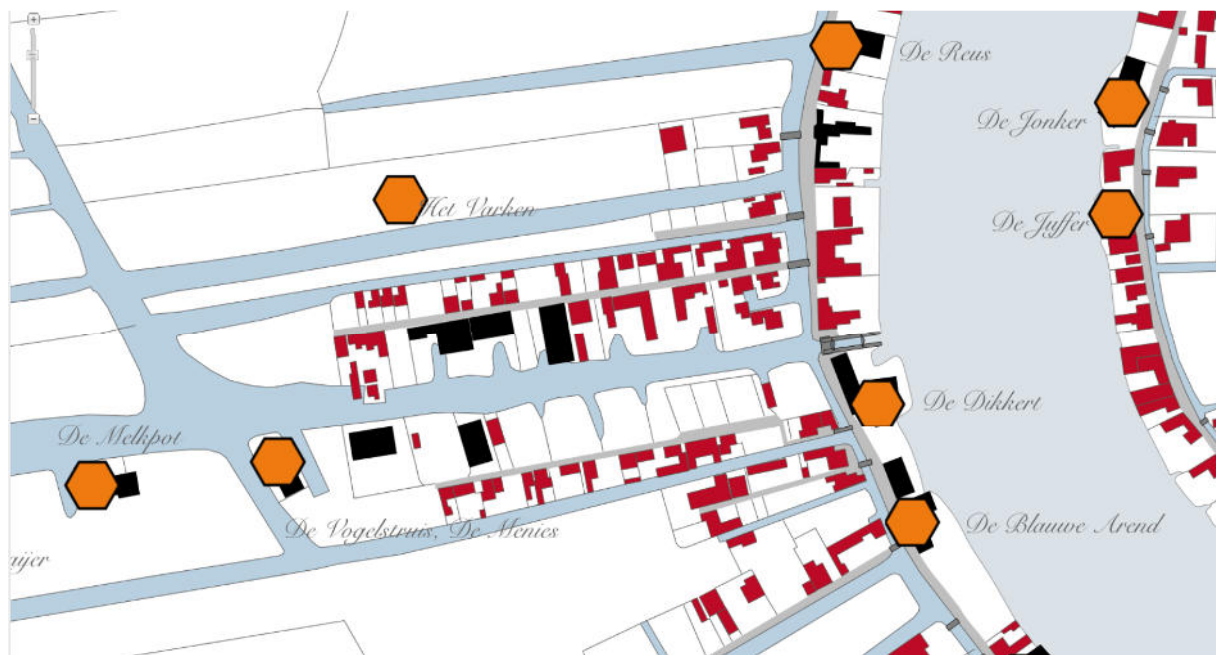 De Reus
De Jonker
Het Varken
De Juffer
De Dikkert
De Melkpot
De Vogelstruis, De Menies
De Blauwe Arend
aijer